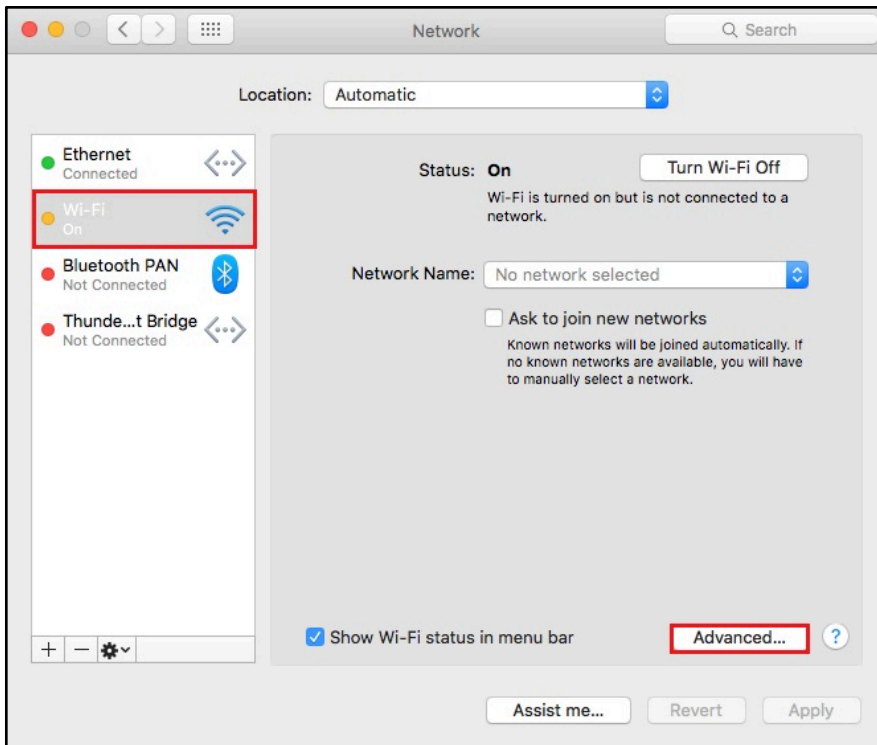 Network
Search
Location: Automatic
Ethernet
Connected
Wi-Fi
On
Bluetooth PAN
Not Connected
Thunde...t Bridge
Not Connected
Status: On
Turn Wi-Fi Off
Wi-Fi is turned on but is not connected to a
network.
Network Name: No network selected
Ask to join new networks
Known networks will be joined automatically. If
no known networks are available, you will have
to manually select a network.
Show Wi-Fi status in menu bar
Advanced...
?
Assist me...
Revert
Apply